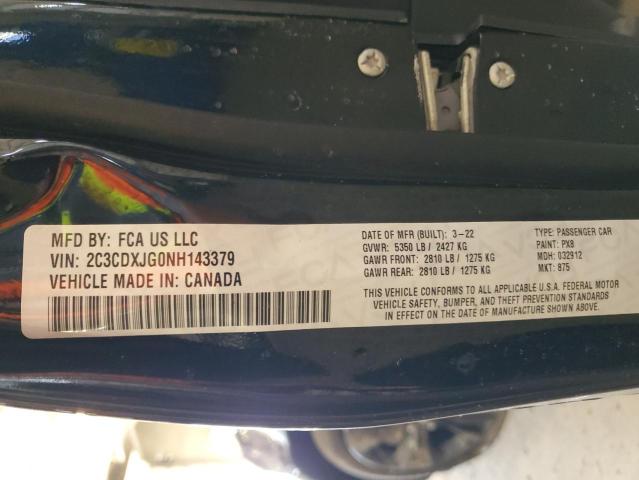 MFD BY: FCA US LLC
VIN: 2C3CDXJG0NH143379
VEHICLE MADE IN: CANADA
DATE OF MFR (BUILT): 3-22
GVWR: 5350 LB / 2427 KG
GAWR FRONT: 2810 LB / 1275 KG
GAWR REAR: 2810 LB / 1275 KG
TYPE: PASSENGER CAR
PAINT: PX8
MDH: 032912
MKT: 875
THIS VEHICLE CONFORMS TO ALL APPLICABLE U.S.A. FEDERAL MOTOR
VEHICLE SAFETY, BUMPER, AND THEFT PREVENTION STANDARDS
IN EFFECT ON THE DATE OF MANUFACTURE SHOWN ABOVE.